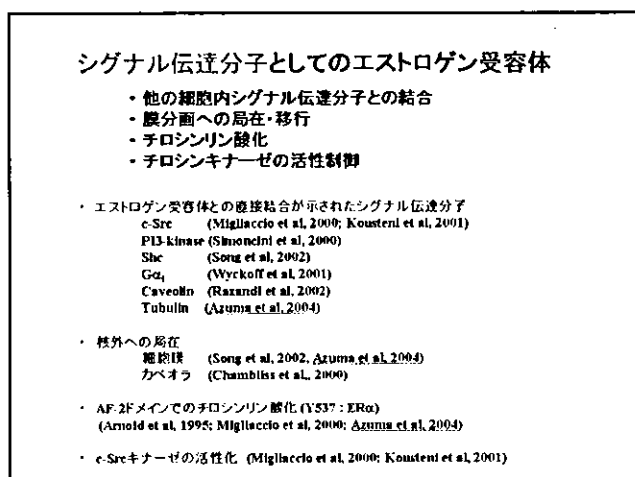 シグナル伝達分子としてのエストロゲン受容体
・他の細胞内シグナル伝達分子との結合
・膜分画への局在・移行
・チロシンリン酸化
・チロシンキナーゼの活性制御
・ エストロゲン受容体との直接結合が示されたシグナル伝達分子
c-Src (Migliaccio et al, 2000; Kousteni et al, 2001)
PI3-kinase (Simoncini et al, 2000)
Shc (Song et al, 2002)
Gαi (Wyckoff et al, 2001)
Caveolin (Razandi et al, 2002)
Tubulin (Azuma et al, 2004)
・ 核外への局在
細胞膜 (Song et al, 2002, Azuma et al, 2004)
カベオラ (Chambliss et al,, 2000)
・ AF-2ドメインでのチロシンリン酸化 (Y537 : ERα)
(Arnold et al, 1995; Migliaccio et al, 2000; Azuma et al, 2004)
・ c-Srcキナーゼの活性化 (Migliaccio et al, 2000; Kousteni et al, 2001)